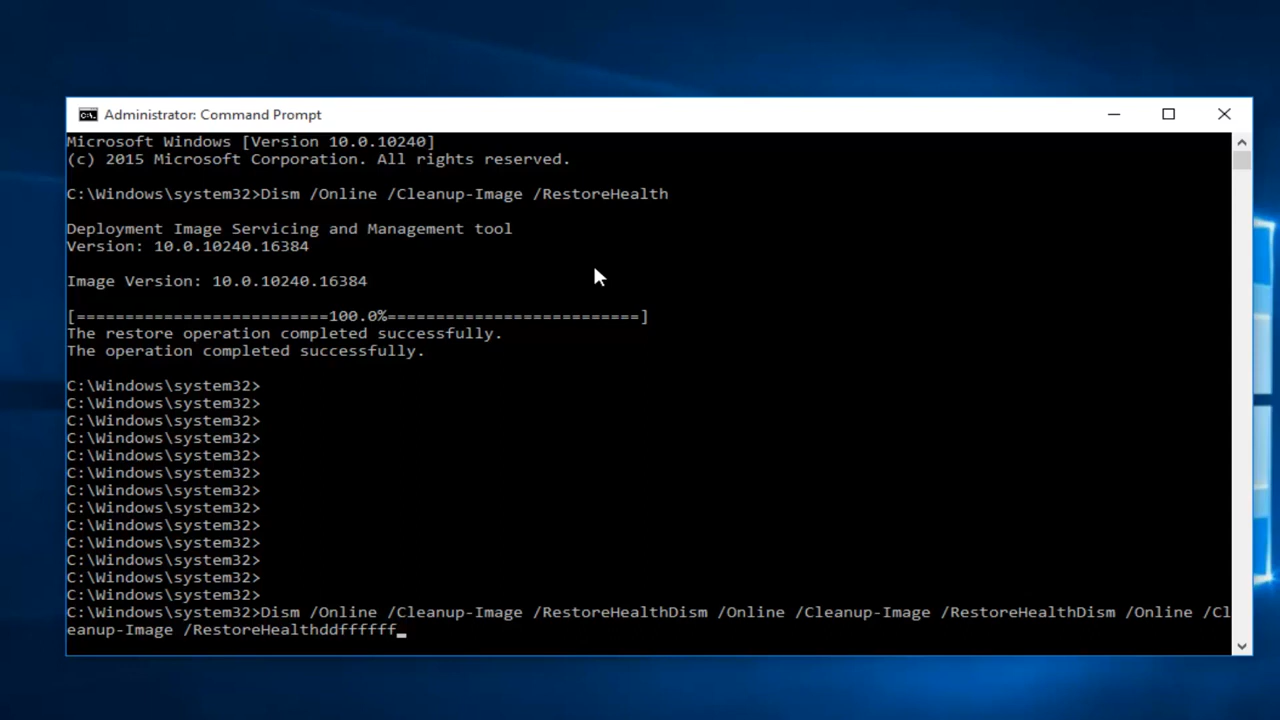 Administrator: Command Prompt
Microsoft Windows [Version 10.0.10240]
(c) 2015 Microsoft Corporation. All rights reserved.
C:\Windows\system32>Dism /Online /Cleanup-Image /RestoreHealth
Deployment Image Servicing and Management tool
Version: 10.0.10240.16384
Image Version: 10.0.10240.16384
[==========================100.0%==========================]
The restore operation completed successfully.
The operation completed successfully.
C:\Windows\system32>
C:\Windows\system32>
C:\Windows\system32>
C:\Windows\system32>
C:\Windows\system32>
C:\Windows\system32>
C:\Windows\system32>
C:\Windows\system32>
C:\Windows\system32>
C:\Windows\system32>
C:\Windows\system32>
C:\Windows\system32>
C:\Windows\system32>
C:\Windows\system32>Dism /Online /Cleanup-Image /RestoreHealthDism /Online /Cleanup-Image /RestoreHealthDism /Online /Cl
eanup-Image /RestoreHealthddffffff_